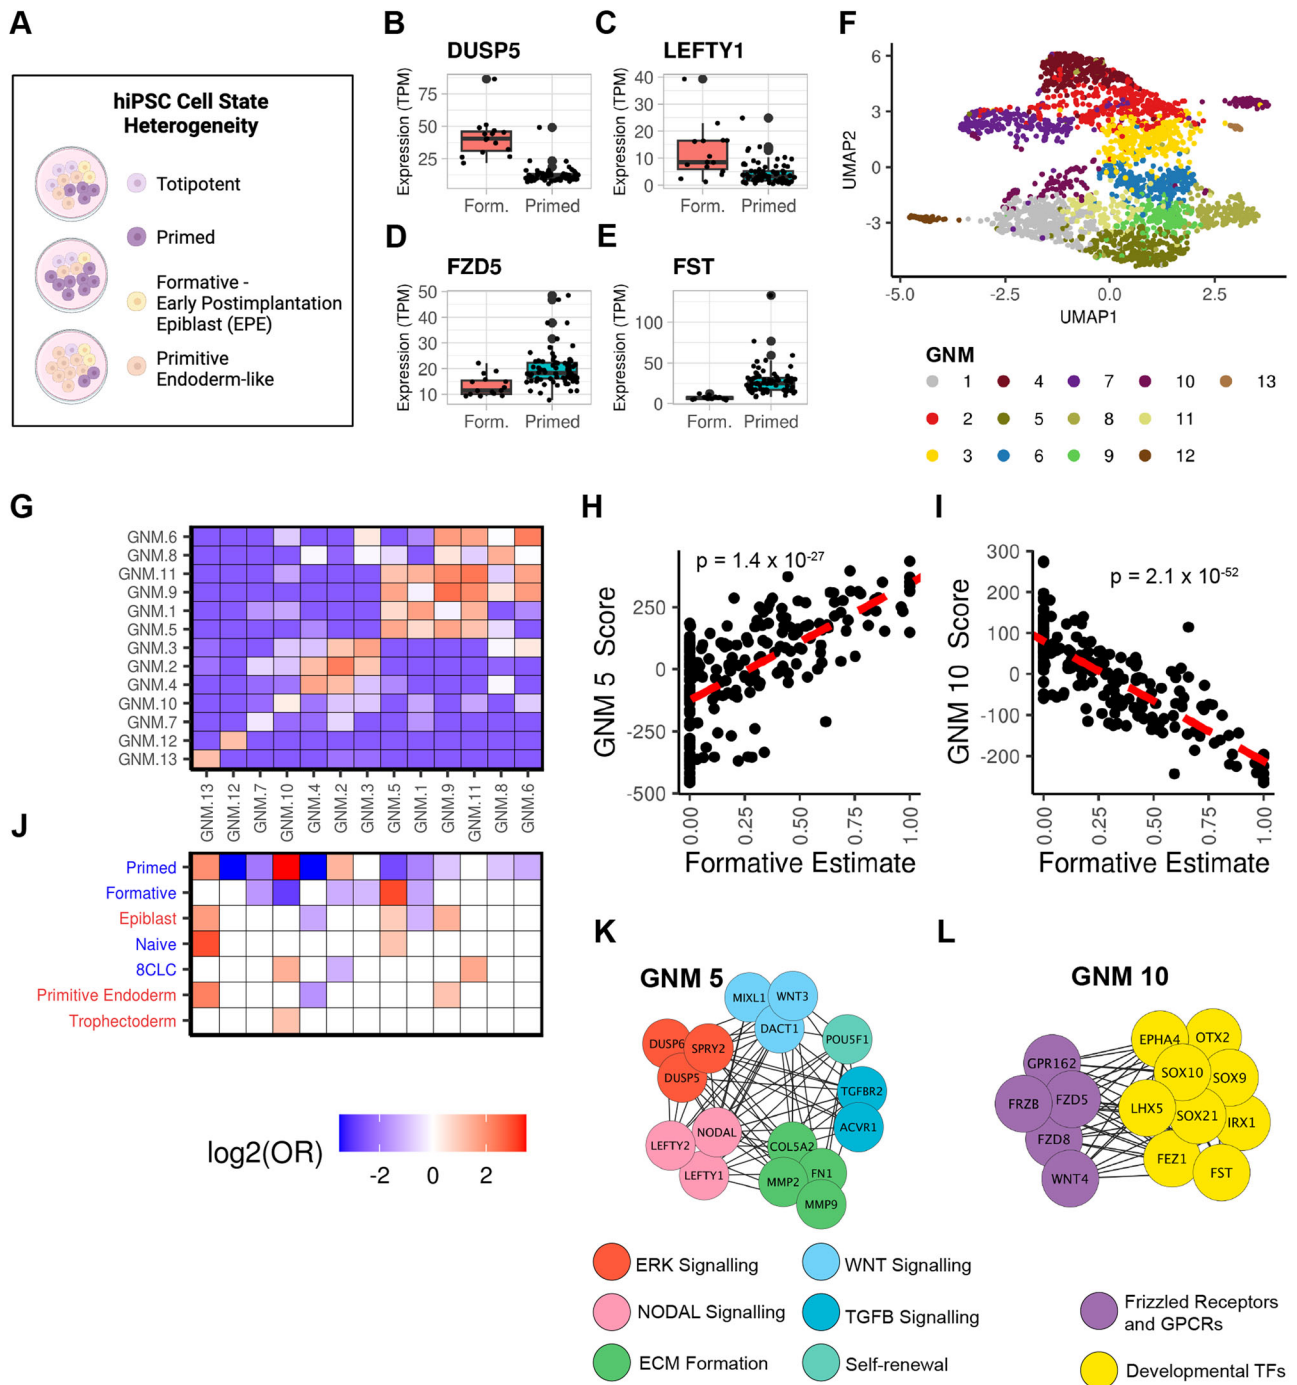 A
hiPSC Cell State
Heterogeneity
Totipotent
Primed
Formative -
Early Postimplantation
Epiblast (EPE)
Primitive
Endoderm-like
B
DUSP5
Expression (TPM)
75
50
25
Form. Primed
C
LEFTY1
Expression (TPM)
40
30
20
10
0
Form. Primed
D
FZD5
Expression (TPM)
50
40
30
20
10
Form. Primed
E
FST
Expression (TPM)
100
50
0
Form. Primed
F
UMAP2
6
3
0
-3
-5.0 -2.5 0.0 2.5
UMAP1
GNM
1 4 7 10 13
2 5 8 11
3 6 9 12
G
GNM.6
GNM.8
GNM.11
GNM.9
GNM.1
GNM.5
GNM.3
GNM.2
GNM.4
GNM.10
GNM.7
GNM.12
GNM.13
GNM.13 GNM.12 GNM.7 GNM.10 GNM.4 GNM.2 GNM.3 GNM.5 GNM.1 GNM.9 GNM.11 GNM.8 GNM.6
H
p = 1.4 x 10-27
GNM 5 Score
250
0
-250
-500
0.00 0.25 0.50 0.75 1.00
Formative Estimate
I
p = 2.1 x 10-52
GNM 10 Score
300
200
100
0
-100
-200
0.00 0.25 0.50 0.75 1.00
Formative Estimate
J
Primed
Formative
Epiblast
Naive
8CLC
Primitive Endoderm
Trophectoderm
log2(OR)
-2 0 2
K
GNM 5
MIXL1
WNT3
DACT1
DUSP6
SPRY2
DUSP5
POU5F1
TGFBR2
ACVR1
NODAL
LEFTY2
LEFTY1
COL5A2
FN1
MMP2
MMP9
ERK Signalling
NODAL Signalling
ECM Formation
WNT Signalling
TGFB Signalling
Self-renewal
L
GNM 10
EPHA4
OTX2
GPR162
SOX10
SOX9
FRZB
FZD5
LHX5
SOX21
IRX1
FZD8
FEZ1
FST
WNT4
Frizzled Receptors
and GPCRs
Developmental TFs